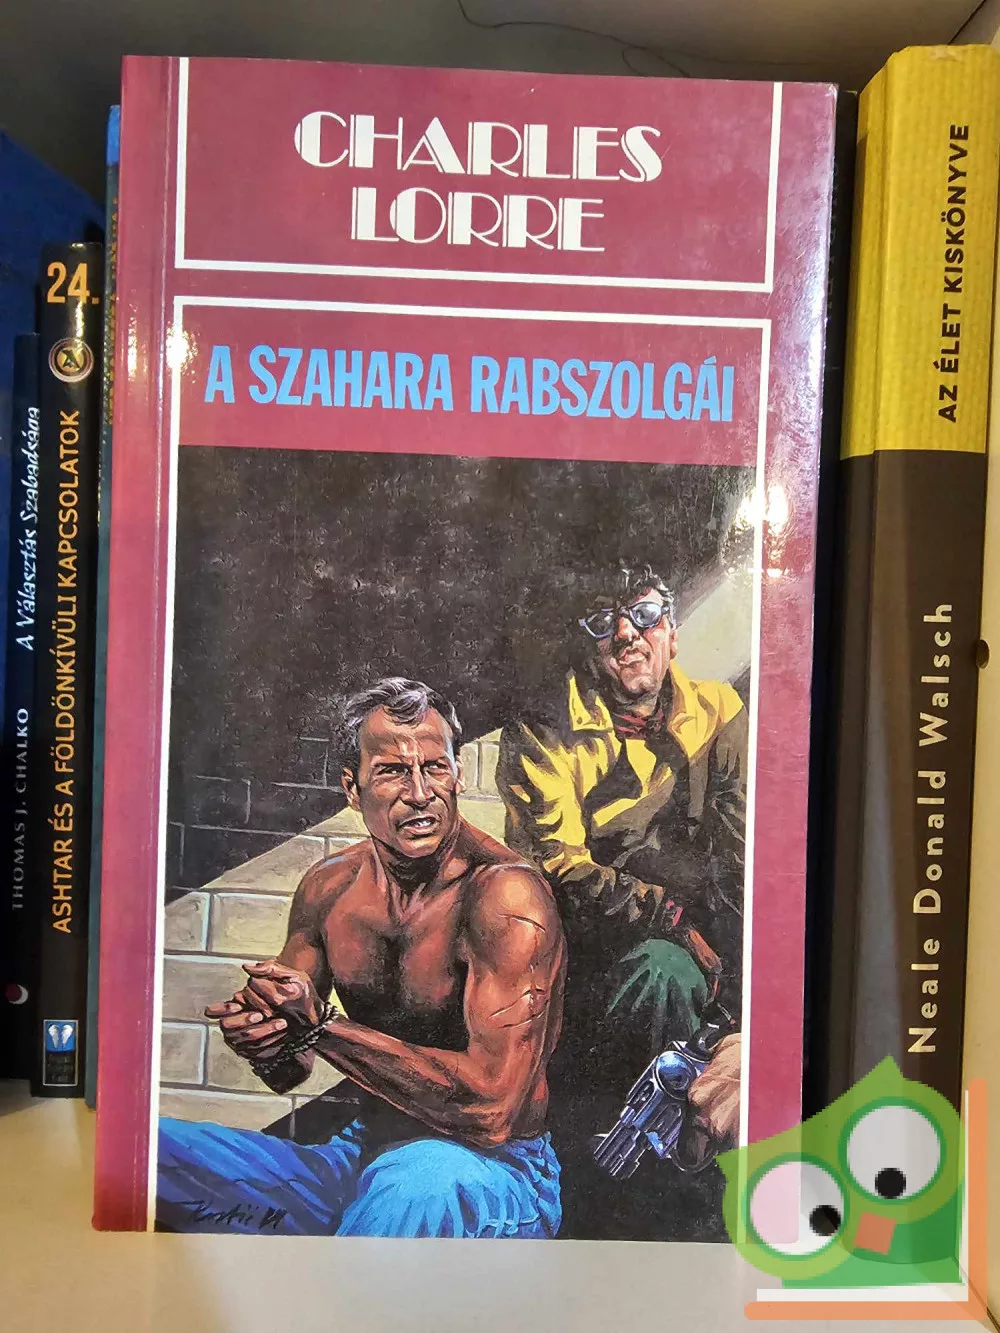 CHARLES
LORRE
A SZAHARA RABSZOLGÁI
24.
ASHTAR ÉS A FÖLDÖNKÍVÜLI KAPCSOLATOK
THOMAS J. CHALKO
A Választás Szabadsága
AZ ÉLET KISKÖNYVE
Neale Donald Walsch